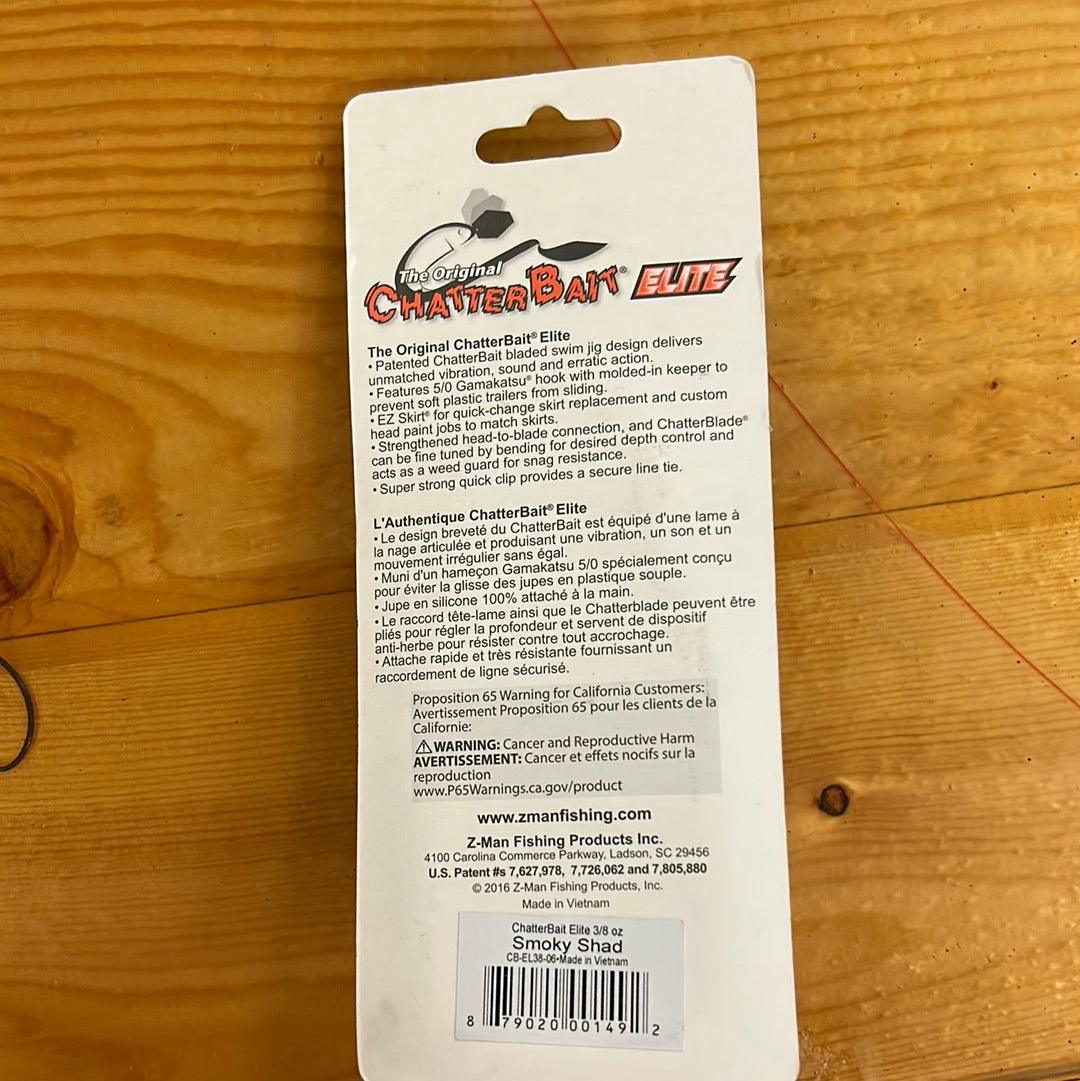 The Original
CHATTERBAIT® ELITE
The Original ChatterBait® Elite
• Patented ChatterBait bladed swim jig design delivers
unmatched vibration, sound and erratic action.
• Features 5/0 Gamakatsu® hook with molded-in keeper to
prevent soft plastic trailers from sliding.
• EZ Skirt® for quick-change skirt replacement and custom
head paint jobs to match skirts.
• Strengthened head-to-blade connection, and ChatterBlade®
can be fine tuned by bending for desired depth control and
acts as a weed guard for snag resistance.
• Super strong quick clip provides a secure line tie.
L'Authentique ChatterBait® Elite
• Le design breveté du ChatterBait est équipé d'une lame à
la nage articulée et produisant une vibration, un son et un
mouvement irrégulier sans égal.
• Muni d'un hameçon Gamakatsu 5/0 spécialement conçu
pour éviter la glisse des jupes en plastique souple.
• Jupe en silicone 100% attaché à la main.
• Le raccord tête-lame ainsi que le Chatterblade peuvent être
pliés pour régler la profondeur et servent de dispositif
anti-herbe pour résister contre tout accrochage.
• Attache rapide et très résistante fournissant un
raccordement de ligne sécurisé.
Proposition 65 Warning for California Customers:
Avertissement Proposition 65 pour les clients de la
Californie:
⚠WARNING: Cancer and Reproductive Harm
AVERTISSEMENT: Cancer et effets nocifs sur la
reproduction
www.P65Warnings.ca.gov/product
www.zmanfishing.com
Z-Man Fishing Products Inc.
4100 Carolina Commerce Parkway, Ladson, SC 29456
U.S. Patent #s 7,627,978, 7,726,062 and 7,805,880
© 2016 Z-Man Fishing Products, Inc.
Made in Vietnam
ChatterBait Elite 3/8 oz
Smoky Shad
CB-EL38-06•Made in Vietnam
8 79020 00149 2